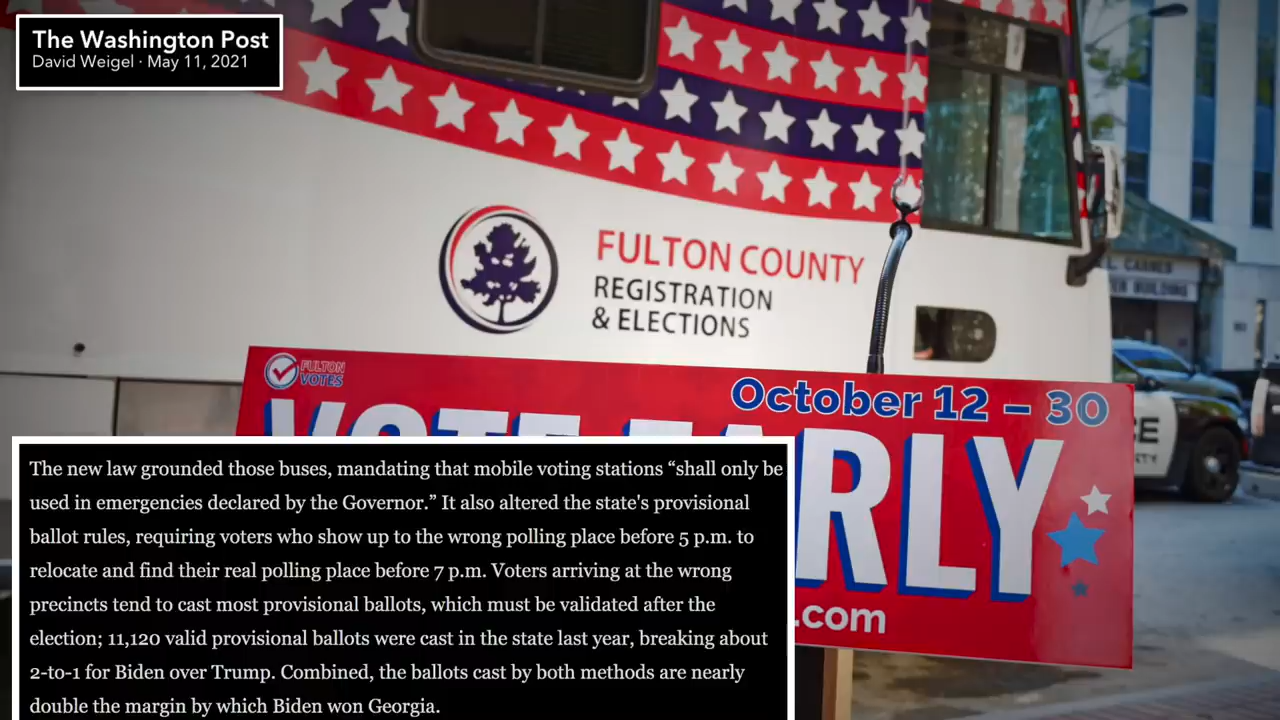 The Washington Post
David Weigel · May 11, 2021
FULTON COUNTY
REGISTRATION
& ELECTIONS
FULTON
VOTES
October 12 – 30
VOTE EARLY
.com
The new law grounded those buses, mandating that mobile voting stations “shall only be
used in emergencies declared by the Governor.” It also altered the state's provisional
ballot rules, requiring voters who show up to the wrong polling place before 5 p.m. to
relocate and find their real polling place before 7 p.m. Voters arriving at the wrong
precincts tend to cast most provisional ballots, which must be validated after the
election; 11,120 valid provisional ballots were cast in the state last year, breaking about
2-to-1 for Biden over Trump. Combined, the ballots cast by both methods are nearly
double the margin by which Biden won Georgia.